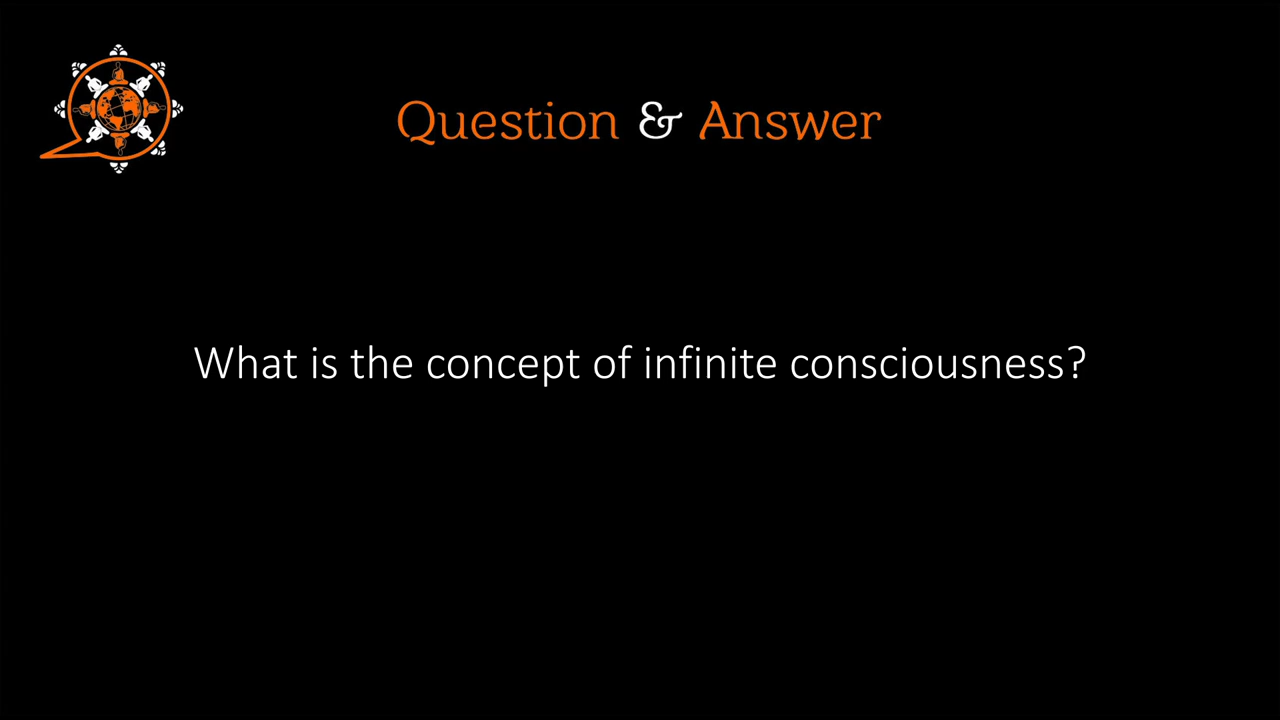 Question & Answer
What is the concept of infinite consciousness?